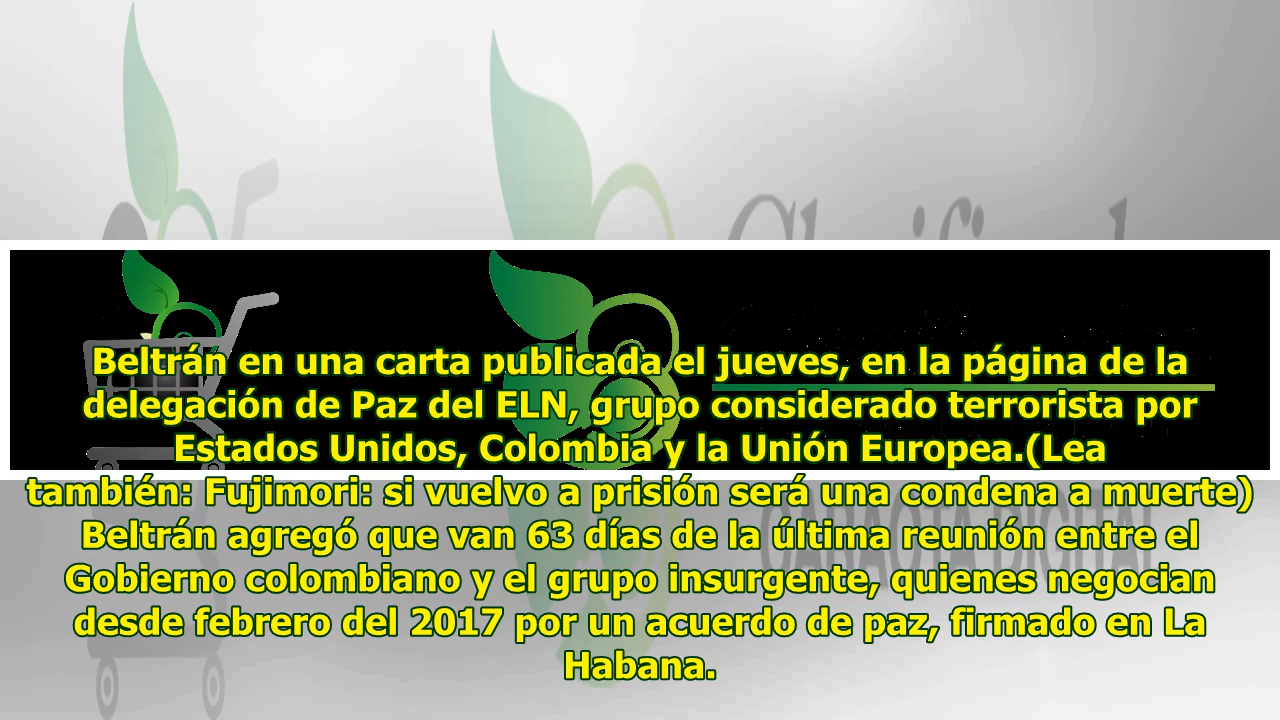 Beltrán en una carta publicada el jueves, en la página de la
delegación de Paz del ELN, grupo considerado terrorista por
Estados Unidos, Colombia y la Unión Europea.(Lea
también: Fujimori: si vuelvo a prisión será una condena a muerte)
Beltrán agregó que van 63 días de la última reunión entre el
Gobierno colombiano y el grupo insurgente, quienes negocian
desde febrero del 2017 por un acuerdo de paz, firmado en La
Habana.
CARAOTA DIGITAL